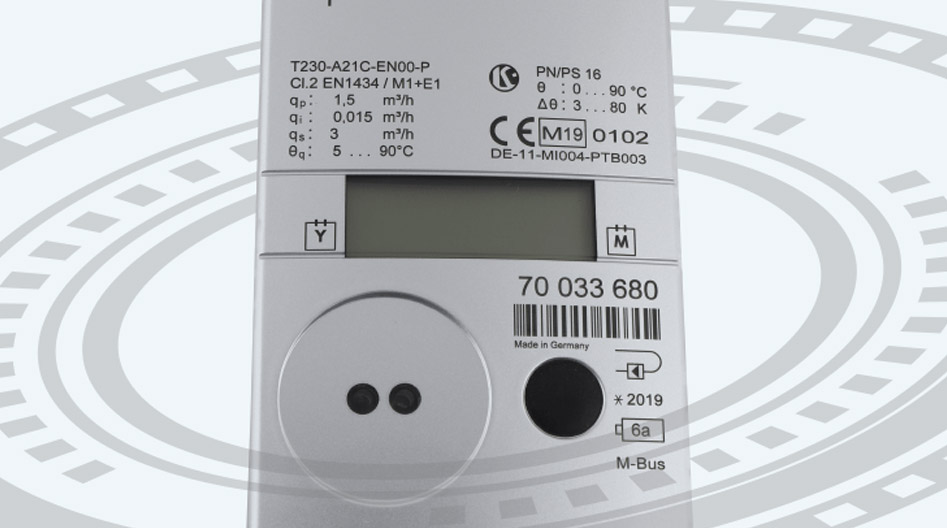 T230-A21C-EN00-P
Cl.2 EN1434 / M1+E1
qp: 1,5 m³/h
qi: 0,015 m³/h
qs: 3 m³/h
θq: 5 ... 90°C
K
PN/PS 16
θ : 0 ... 90 °C
Δθ: 3 ... 80 K
CE M19 0102
DE-11-MI004-PTB003
Y
M
70 033 680
Made in Germany
* 2019
6a
M-Bus